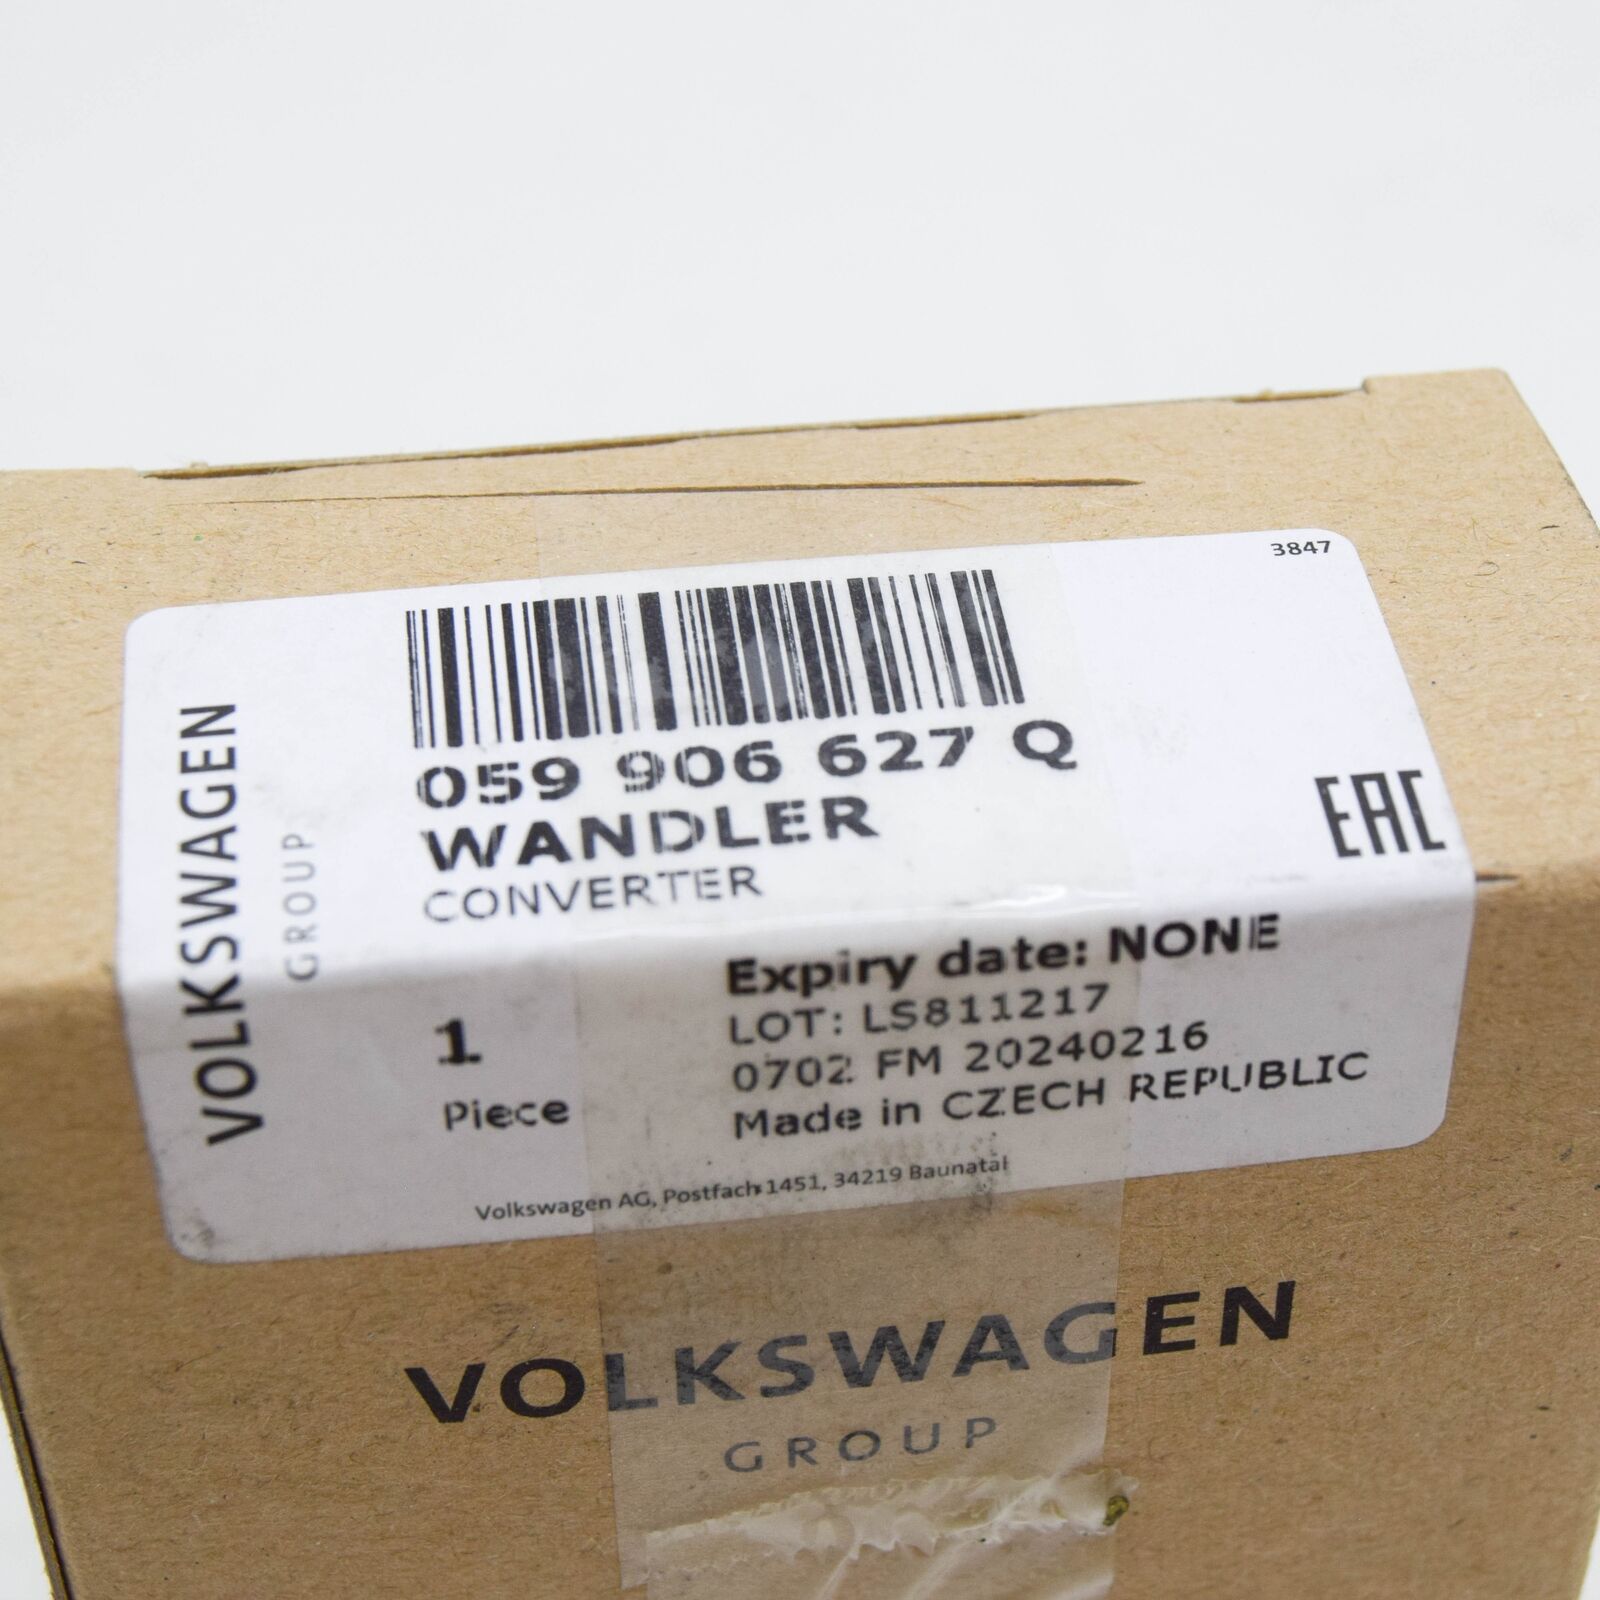 3847
059 906 627 Q
WANDLER
CONVERTER
EAC
VOLKSWAGEN
GROUP
1
Piece
Expiry date: NONE
LOT: LS811217
0702 FM 20240216
Made in CZECH REPUBLIC
Volkswagen AG, Postfach 1451, 34219 Baunatal
VOLKSWAGEN
GROUP